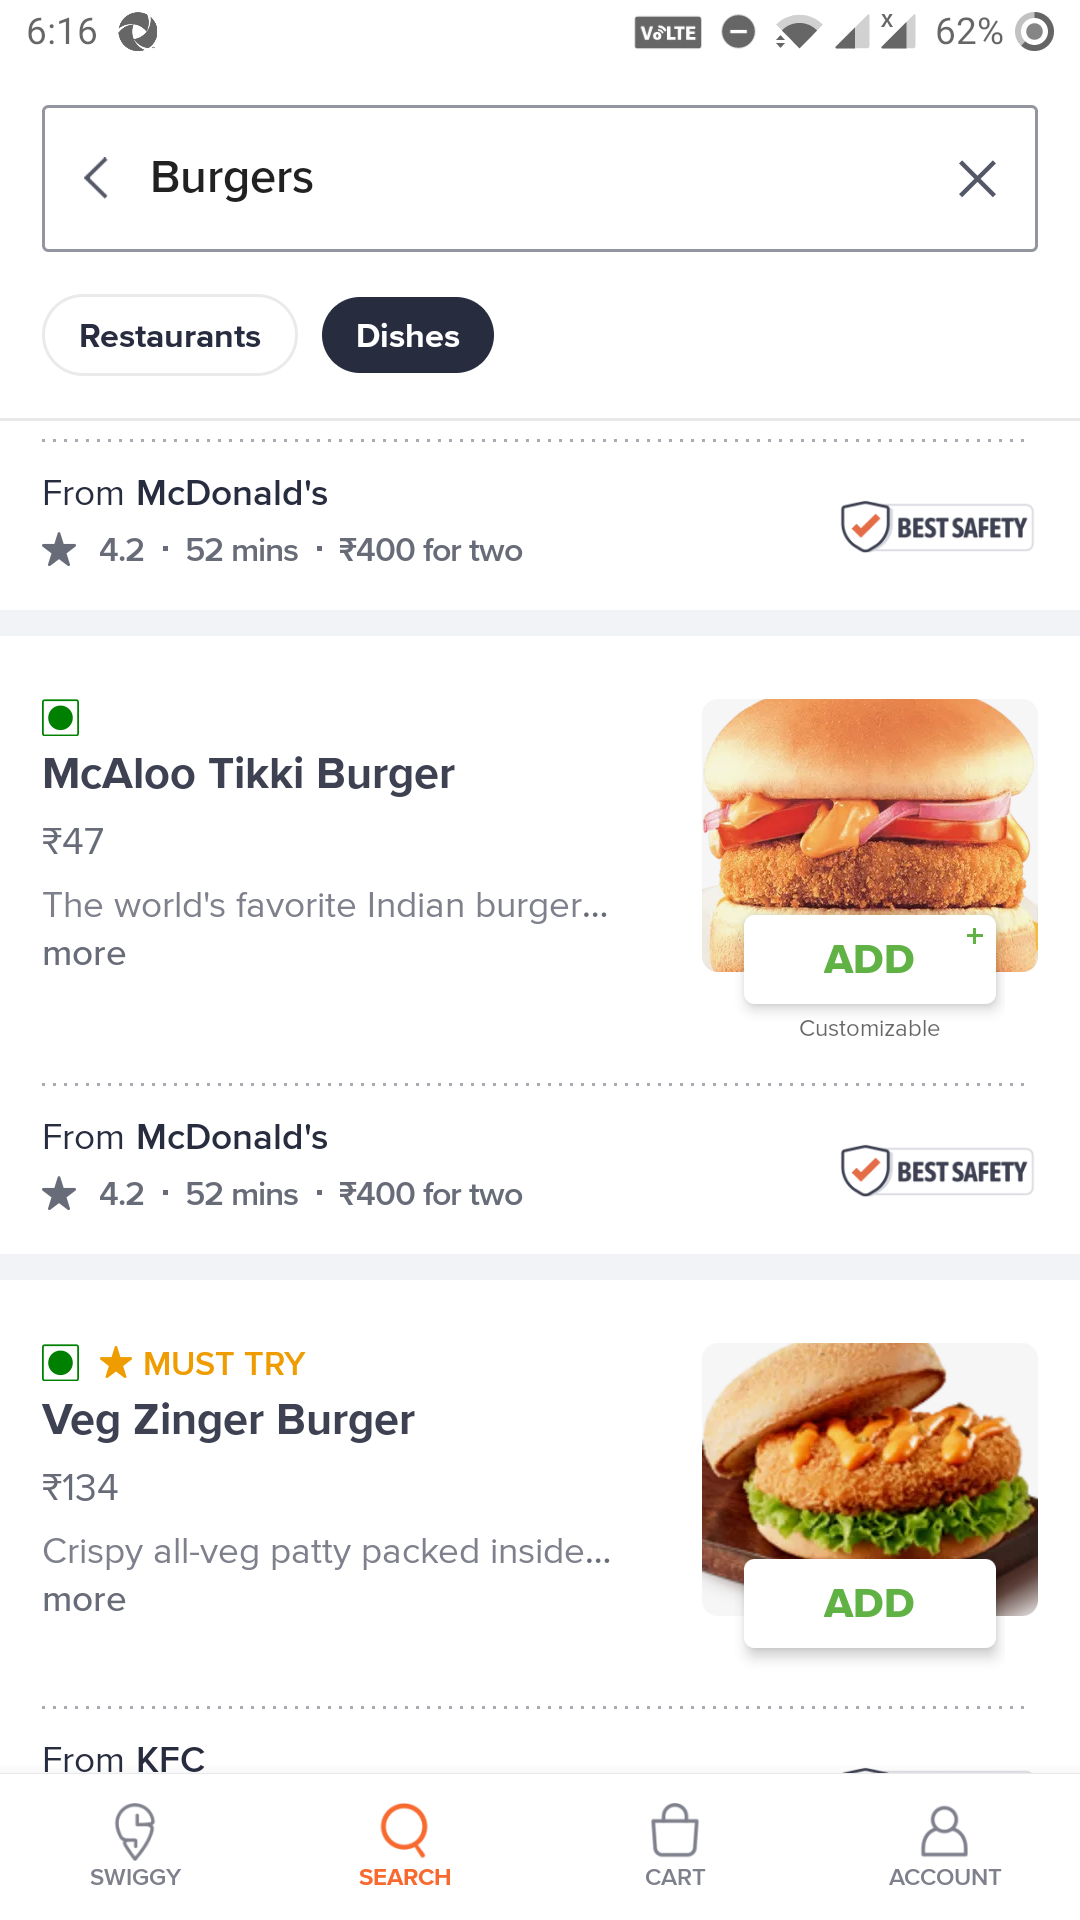 6:16 VoLTE X 62%
Burgers
Restaurants Dishes
From McDonald's
4.2 · 52 mins · ₹400 for two
BEST SAFETY
McAloo Tikki Burger
₹47
The world's favorite Indian burger...
more
ADD +
Customizable
From McDonald's
4.2 · 52 mins · ₹400 for two
BEST SAFETY
MUST TRY
Veg Zinger Burger
₹134
Crispy all-veg patty packed inside...
more
ADD
From KFC
SWIGGY SEARCH CART ACCOUNT